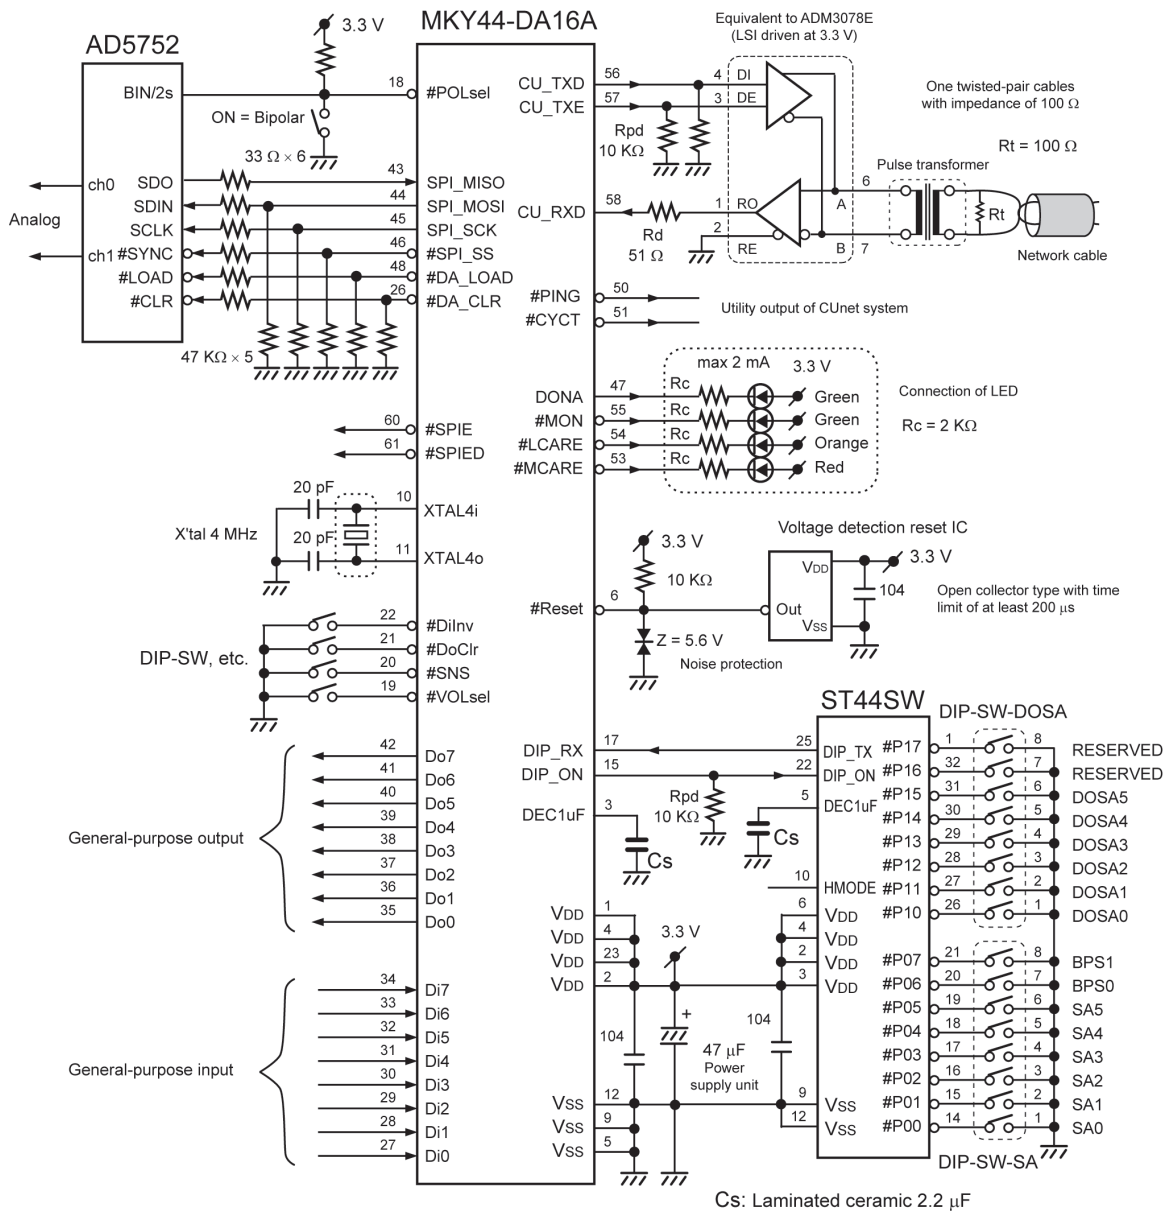 MKY44-DA16A
AD5752
3.3 V
BIN/2s
18
#POLsel
ON = Bipolar
33 Ω × 6
ch0
Analog
ch1
SDO
43
SPI_MISO
SDIN
44
SPI_MOSI
SCLK
45
SPI_SCK
#SYNC
46
#SPI_SS
#LOAD
48
#DA_LOAD
#CLR
26
#DA_CLR
47 KΩ × 5
60
#SPIE
61
#SPIED
20 pF
10
XTAL4i
X'tal 4 MHz
20 pF
11
XTAL4o
22
#DiInv
21
#DoClr
DIP-SW, etc.
20
#SNS
19
#VOLsel
42
Do7
41
Do6
40
Do5
39
Do4
General-purpose output
38
Do3
37
Do2
36
Do1
35
Do0
34
Di7
33
Di6
32
Di5
31
Di4
General-purpose input
30
Di3
29
Di2
28
Di1
27
Di0
Equivalent to ADM3078E
(LSI driven at 3.3 V)
CU_TXD
56
4
DI
CU_TXE
57
3
DE
Rpd
10 KΩ
One twisted-pair cables
with impedance of 100 Ω
Rt = 100 Ω
Pulse transformer
CU_RXD
58
Rd
51 Ω
1
RO
2
RE
A
6
B
7
Rt
Network cable
#PING
50
#CYCT
51
Utility output of CUnet system
max 2 mA
3.3 V
DONA
47
Rc
Green
#MON
55
Rc
Green
#LCARE
54
Rc
Orange
#MCARE
53
Rc
Red
Connection of LED
Rc = 2 KΩ
Voltage detection reset IC
3.3 V
10 KΩ
#Reset
6
Z = 5.6 V
Noise protection
Out
VDD
VSS
3.3 V
104
Open collector type with time
limit of at least 200 μs
ST44SW
DIP-SW-DOSA
DIP_RX
17
25
DIP_TX
DIP_ON
15
22
DIP_ON
Rpd
10 KΩ
DEC1uF
3
Cs
5
DEC1uF
Cs
10
HMODE
VDD
1
VDD
4
VDD
23
VDD
2
3.3 V
6
VDD
4
VDD
2
VDD
3
VDD
104
+
47 μF
Power
supply unit
104
VSS
12
VSS
9
VSS
5
9
VSS
12
VSS
#P17
1
8
RESERVED
#P16
32
7
RESERVED
#P15
31
6
DOSA5
#P14
30
5
DOSA4
#P13
29
4
DOSA3
#P12
28
3
DOSA2
#P11
27
2
DOSA1
#P10
26
1
DOSA0
#P07
21
8
BPS1
#P06
20
7
BPS0
#P05
19
6
SA5
#P04
18
5
SA4
#P03
17
4
SA3
#P02
16
3
SA2
#P01
15
2
SA1
#P00
14
1
SA0
DIP-SW-SA
Cs: Laminated ceramic 2.2 μF